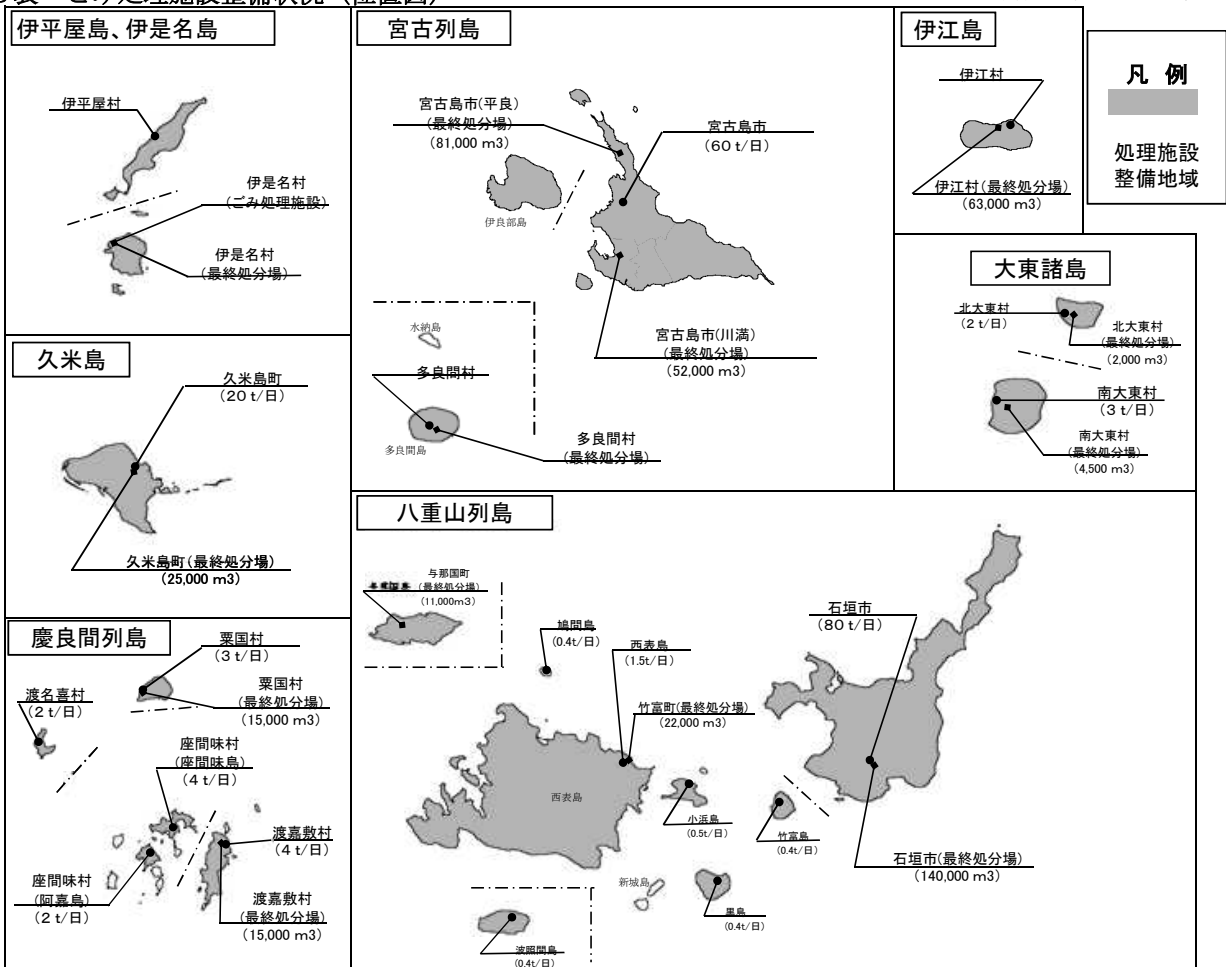 伊平屋島、伊是名島
伊平屋村
伊是名村
(ごみ処理施設)
伊是名村
(最終処分場)
宮古列島
宮古島市(平良)
(最終処分場)
(81,000 m3)
宮古島市
(60 t/日)
伊良部島
宮古島市(川満)
(最終処分場)
(52,000 m3)
水納島
多良間村
多良間島
多良間村
(最終処分場)
伊江島
伊江村
伊江村(最終処分場)
(63,000 m3)
凡 例
処理施設
整備地域
大東諸島
北大東村
(2 t/日)
北大東村
(最終処分場)
(2,000 m3)
南大東村
(3 t/日)
南大東村
(最終処分場)
(4,500 m3)
久米島
久米島町
(20 t/日)
久米島町(最終処分場)
(25,000 m3)
慶良間列島
粟国村
(3 t/日)
粟国村
(最終処分場)
(15,000 m3)
渡名喜村
(2 t/日)
座間味村
(座間味島)
(4 t/日)
渡嘉敷村
(4 t/日)
座間味村
(阿嘉島)
(2 t/日)
渡嘉敷村
(最終処分場)
(15,000 m3)
八重山列島
与那国町
(最終処分場)
(11,000m3)
鳩間島
(0.4t/日)
西表島
(1.5t/日)
竹富町(最終処分場)
(22,000 m3)
石垣市
(80 t/日)
西表島
小浜島
(0.5t/日)
竹富島
(0.4t/日)
石垣市(最終処分場)
(140,000 m3)
新城島
黒島
(0.4t/日)
波照間島
(0.4t/日)